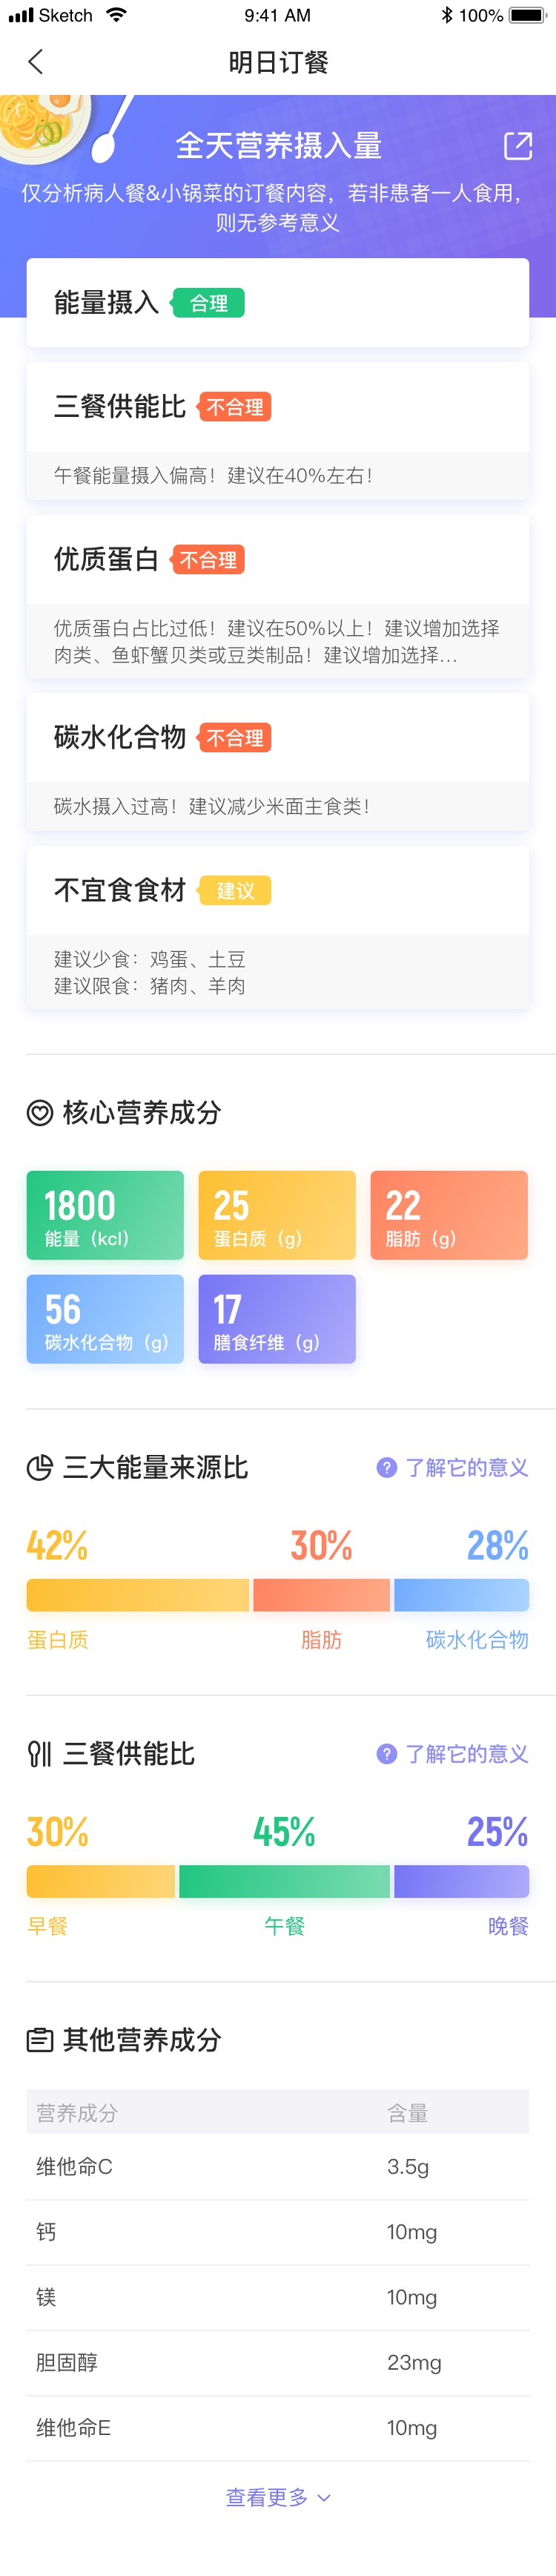 Sketch
9:41 AM
100%
明日订餐
全天营养摄入量
仅分析病人餐&小锅菜的订餐内容，若非患者一人食用，
则无参考意义
能量摄入 合理
三餐供能比 不合理
午餐能量摄入偏高！建议在40%左右！
优质蛋白 不合理
优质蛋白占比过低！建议在50%以上！建议增加选择
肉类、鱼虾蟹贝类或豆类制品！建议增加选择...
碳水化合物 不合理
碳水摄入过高！建议减少米面主食类！
不宜食食材 建议
建议少食：鸡蛋、土豆
建议限食：猪肉、羊肉
核心营养成分
1800 25 22
能量（kcl） 蛋白质（g） 脂肪（g）
56 17
碳水化合物（g） 膳食纤维（g）
三大能量来源比 ? 了解它的意义
42% 30% 28%
蛋白质 脂肪 碳水化合物
三餐供能比 ? 了解它的意义
30% 45% 25%
早餐 午餐 晚餐
其他营养成分
营养成分 含量
维他命C 3.5g
钙 10mg
镁 10mg
胆固醇 23mg
维他命E 10mg
查看更多